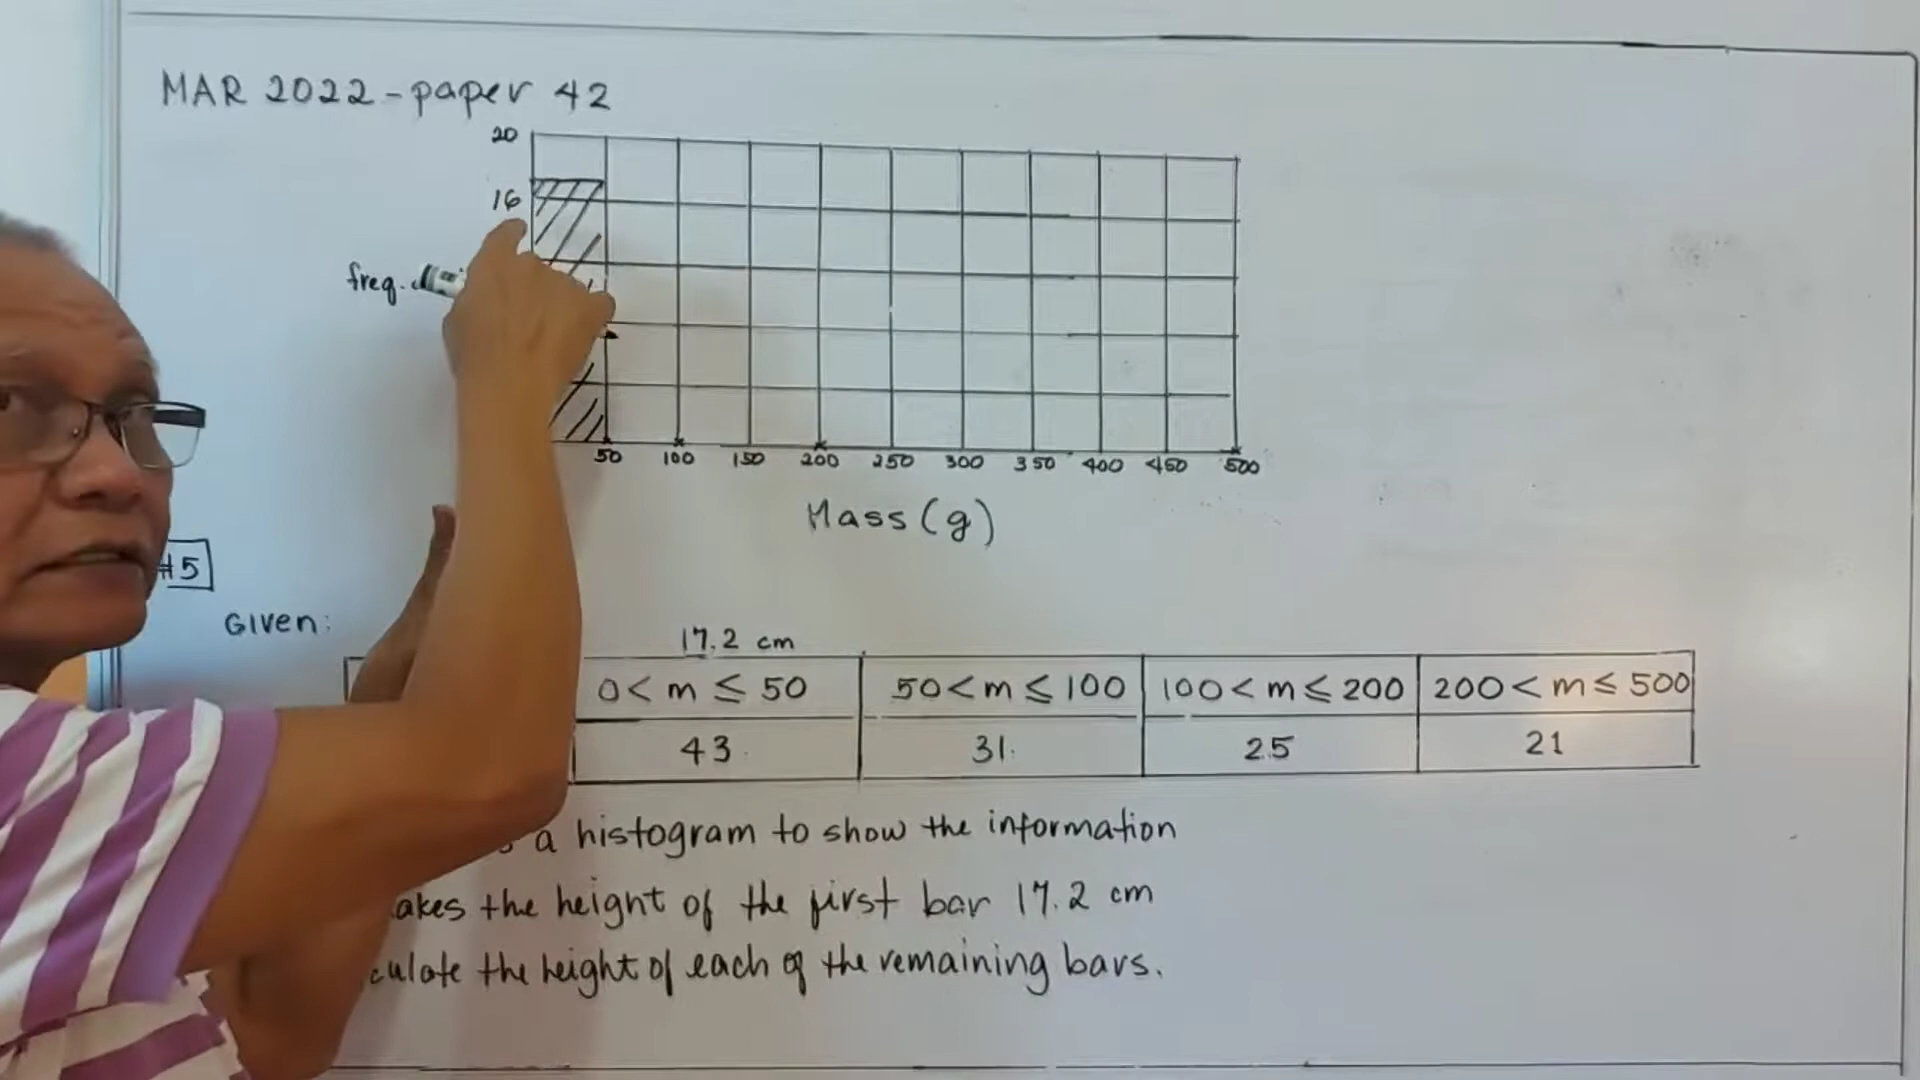 MAR 2022-paper 42
20
16
freq.
50 100 150 200 250 300 350 400 450 500
Mass (g)
#5
Given:
17.2 cm
0< m ≤ 50 50<m≤100 100<m≤200 200<m≤500
43 31. 25 21
a histogram to show the information
the height of the first bar 17.2 cm
the height of each of the remaining bars.